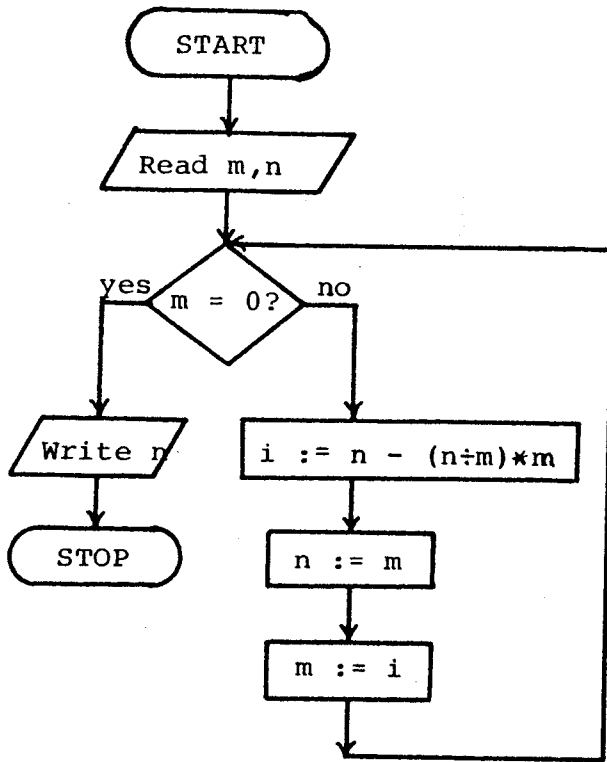 START
Read m,n
m = 0?
yes
no
Write n
STOP
i := n - (n÷m)*m
n := m
m := i